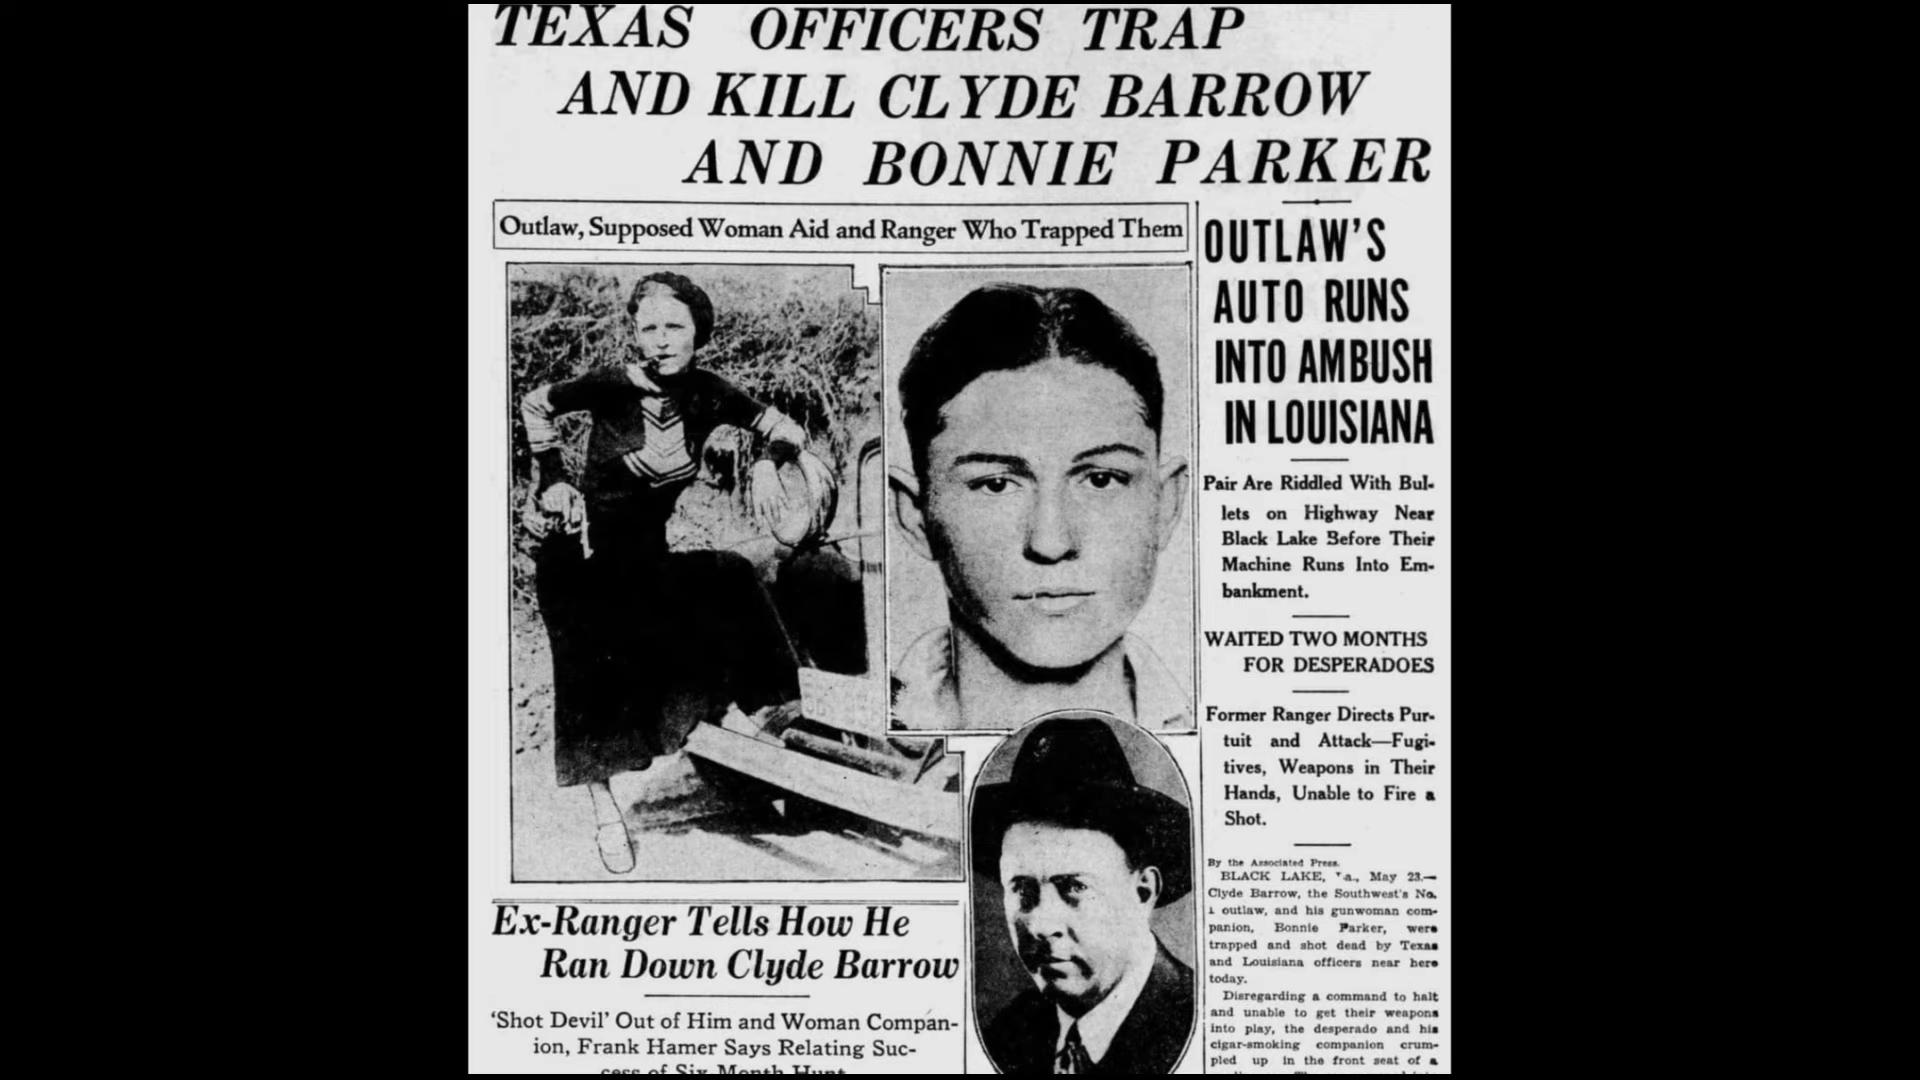 TEXAS OFFICERS TRAP
AND KILL CLYDE BARROW
AND BONNIE PARKER
Outlaw, Supposed Woman Aid and Ranger Who Trapped Them
OUTLAW'S
AUTO RUNS
INTO AMBUSH
IN LOUISIANA
Pair Are Riddled With Bul-
lets on Highway Near
Black Lake Before Their
Machine Runs Into Em-
bankment.
WAITED TWO MONTHS
FOR DESPERADOES
Former Ranger Directs Pur-
tuit and Attack—Fugi-
tives, Weapons in Their
Hands, Unable to Fire a
Shot.
By the Associated Press.
BLACK LAKE, a., May 23.—
Clyde Barrow, the Southwest's No.
1 outlaw, and his gunwoman com-
panion, Bonnie Parker, were
trapped and shot dead by Texas
and Louisiana officers near here
today.
Disregarding a command to halt
and unable to get their weapons
into play, the desperado and his
cigar-smoking companion crum-
pled up in the front seat of a
Ex-Ranger Tells How He
Ran Down Clyde Barrow
'Shot Devil' Out of Him and Woman Compan-
ion, Frank Hamer Says Relating Suc-
cess of Six Month Hunt